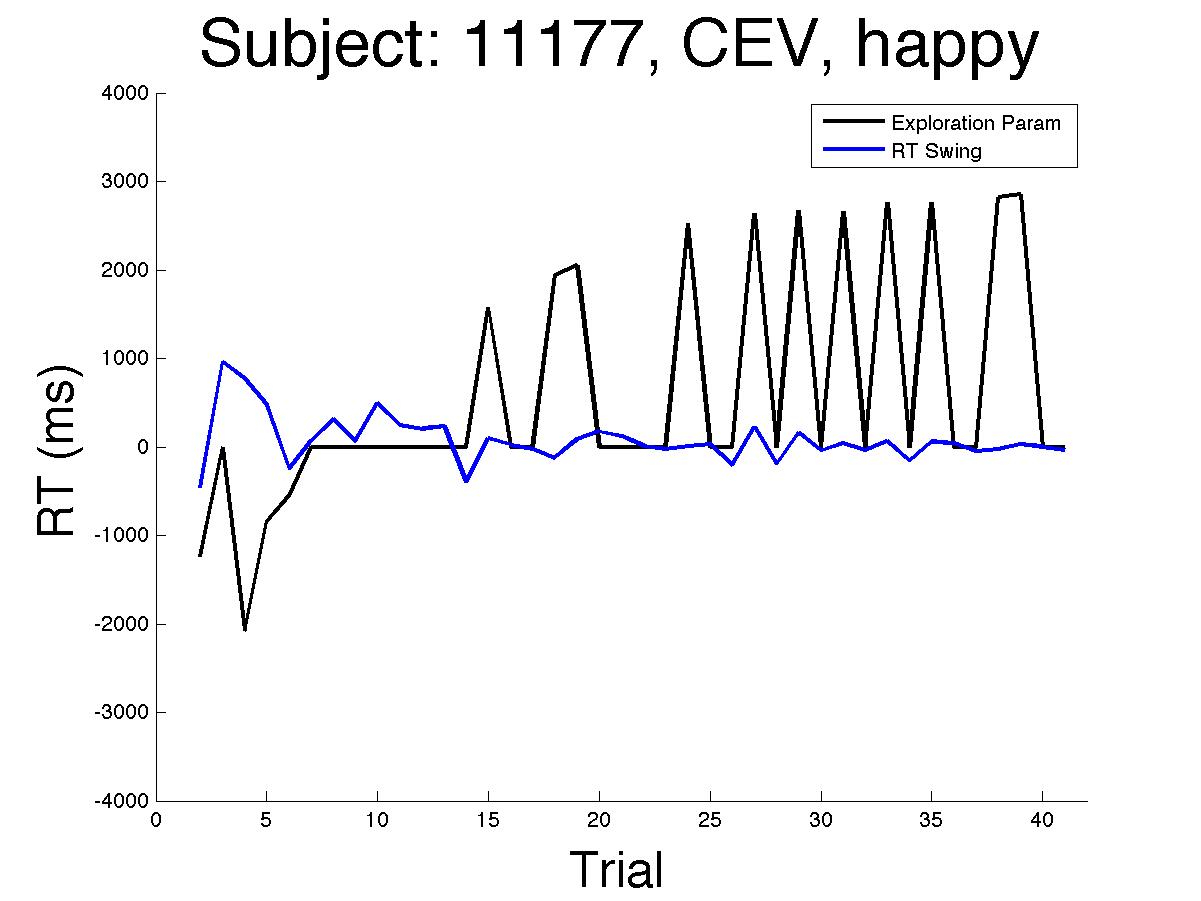 Subject: 11177, CEV, happy
4000
3000
2000
1000
0
-1000
-2000
-3000
-4000
RT (ms)
Exploration Param
RT Swing
0 5 10 15 20 25 30 35 40
Trial